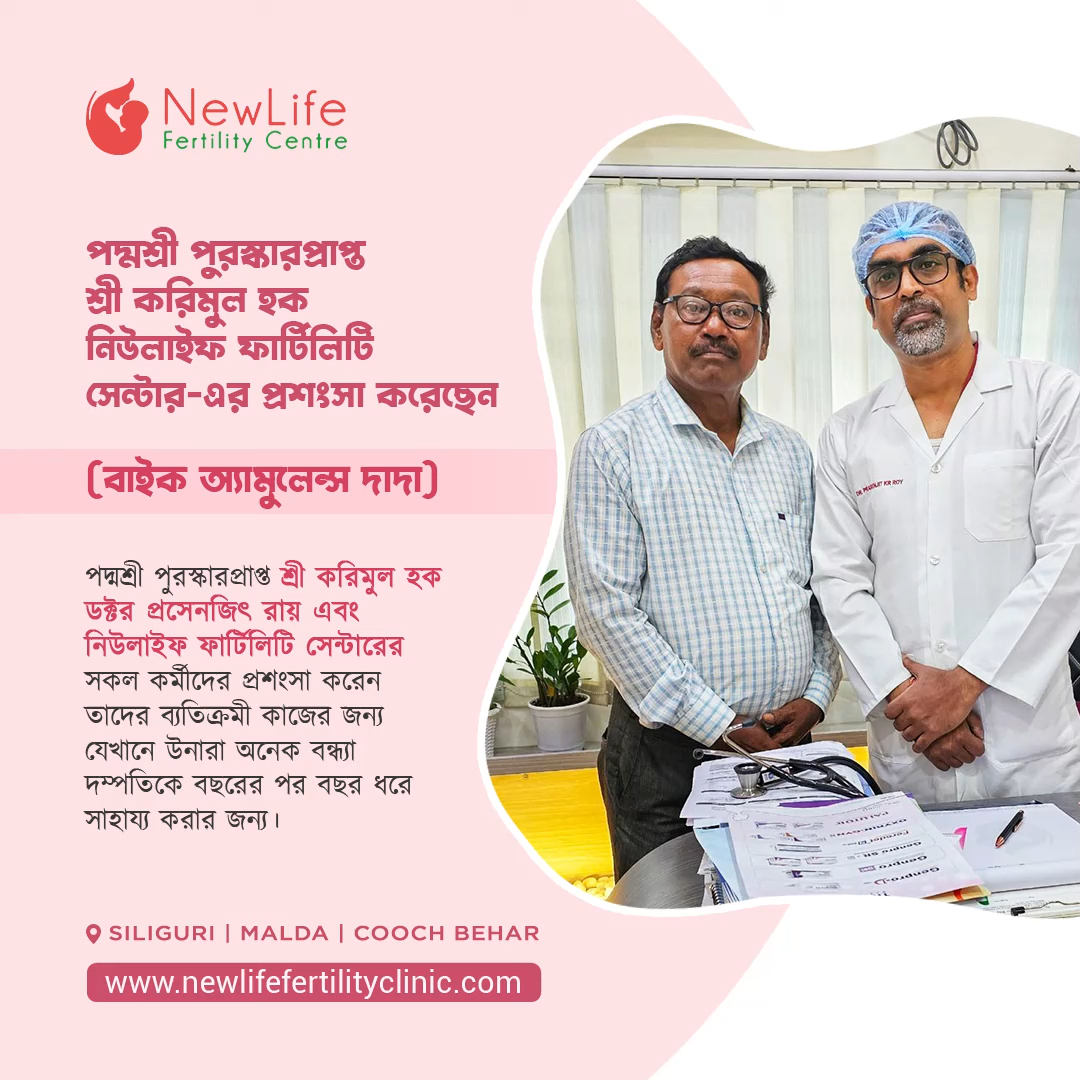 NewLife
Fertility Centre
পদ্মশ্রী পুরস্কারপ্রাপ্ত
শ্রী করিমুল হক
নিউলাইফ ফার্টিলিটি
সেন্টার-এর প্রশংসা করেছেন
(বাইক অ্যামুলেন্স দাদা)
পদ্মশ্রী পুরস্কারপ্রাপ্ত শ্রী করিমুল হক
ডক্টর প্রসেনজিৎ রায় এবং
নিউলাইফ ফার্টিলিটি সেন্টারের
সকল কর্মীদের প্রশংসা করেন
তাদের ব্যতিক্রমী কাজের জন্য
যেখানে উনারা অনেক বন্ধ্যা
দম্পতিকে বছরের পর বছর ধরে
সাহায্য করার জন্য।
SILIGURI | MALDA | COOCH BEHAR
www.newlifefertilityclinic.com
KR ROY